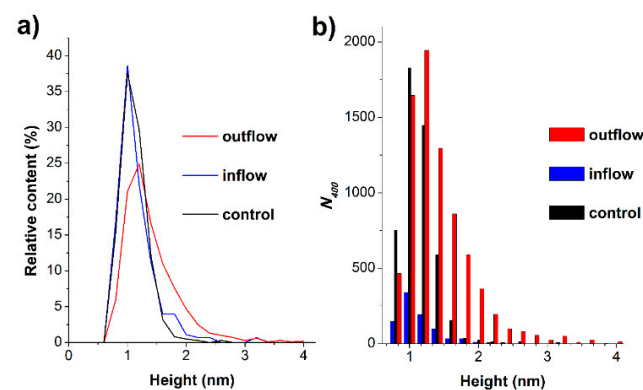 a)
Relative content (%)
40
35
30
25
20
15
10
5
0
outflow
inflow
control
0 1 2 3 4
Height (nm)
b)
N400
2000
1500
1000
500
0
outflow
inflow
control
1 2 3 4
Height (nm)